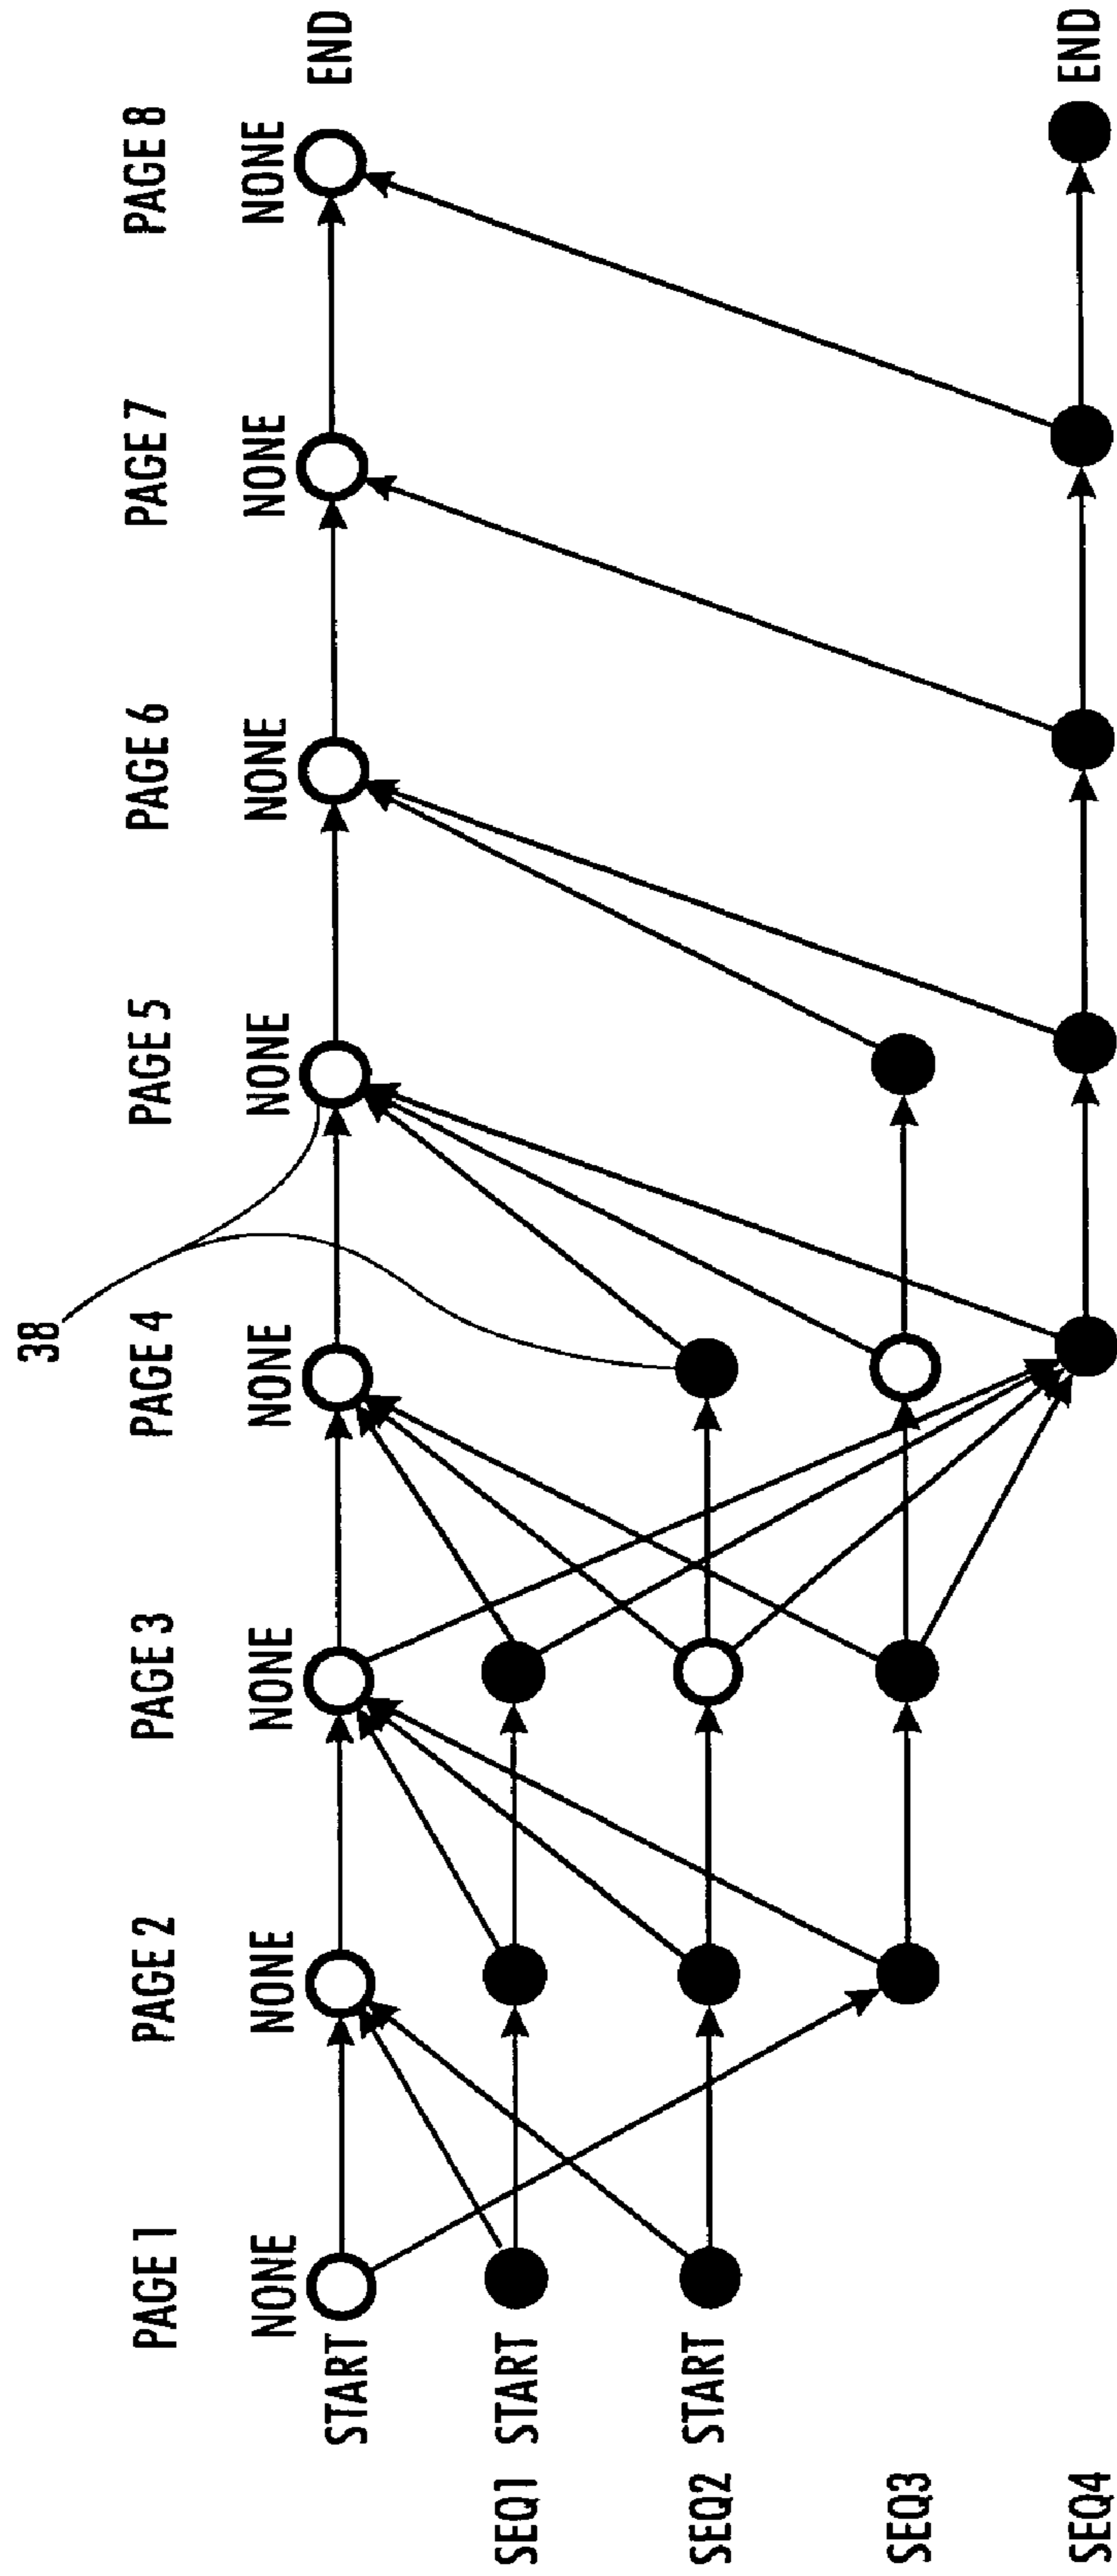 38
PAGE 1 PAGE 2 PAGE 3 PAGE 4 PAGE 5 PAGE 6 PAGE 7 PAGE 8
NONE NONE NONE NONE NONE NONE NONE NONE
START END
SEQ1 START
SEQ2 START
SEQ3
SEQ4 END